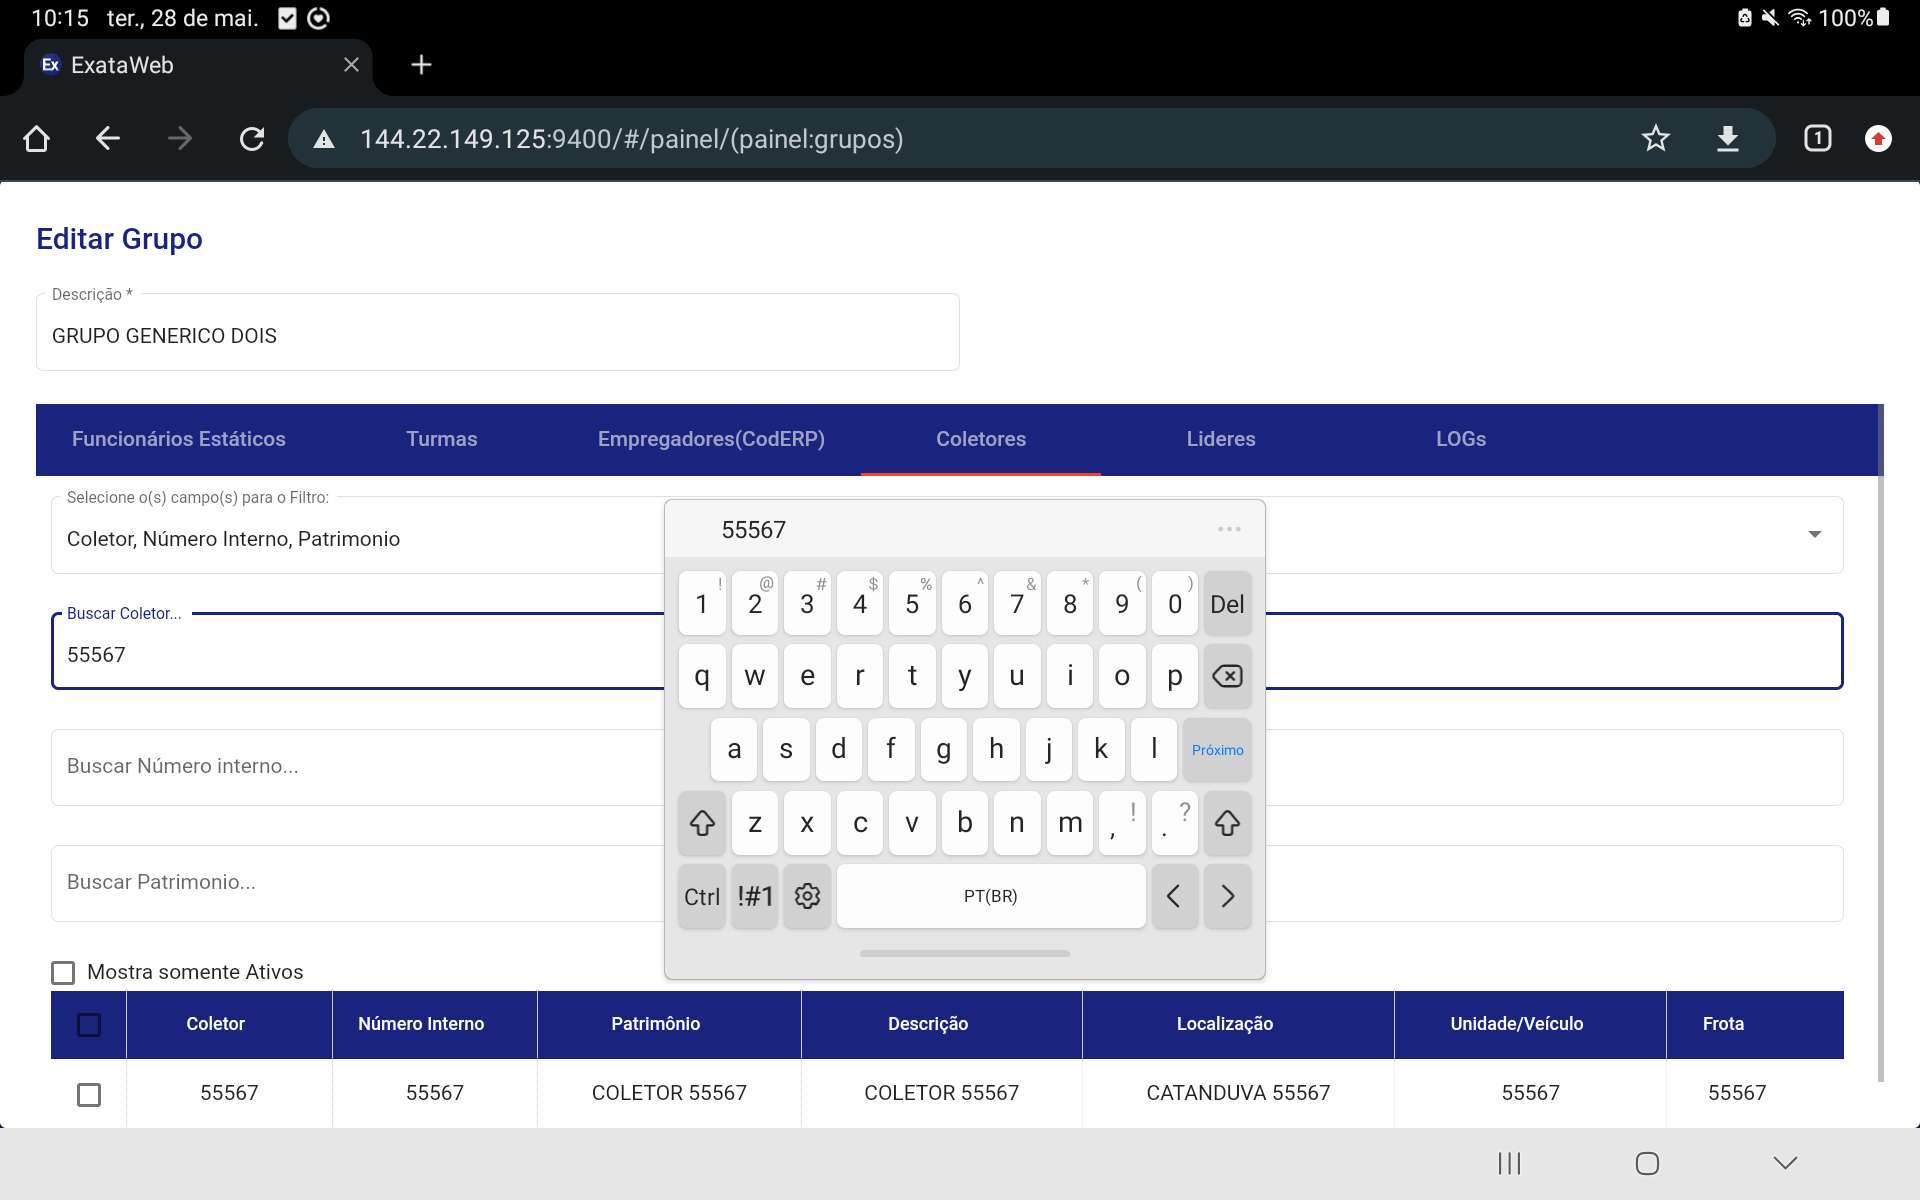 10:15 ter., 28 de mai.
100%
Ex ExataWeb
144.22.149.125:9400/#/painel/(painel:grupos)
1
Editar Grupo
Descrição *
GRUPO GENERICO DOIS
Funcionários Estáticos Turmas Empregadores(CodERP) Coletores Lideres LOGs
Selecione o(s) campo(s) para o Filtro:
Coletor, Número Interno, Patrimonio
Buscar Coletor...
55567
Buscar Número interno...
Buscar Patrimonio...
55567
! @ # $ % ^ & * ( )
1 2 3 4 5 6 7 8 9 0 Del
q w e r t y u i o p
a s d f g h j k l Próximo
z x c v b n m , ! . ?
Ctrl !#1 PT(BR)
Mostra somente Ativos
Coletor Número Interno Patrimônio Descrição Localização Unidade/Veículo Frota
55567 55567 COLETOR 55567 COLETOR 55567 CATANDUVA 55567 55567 55567